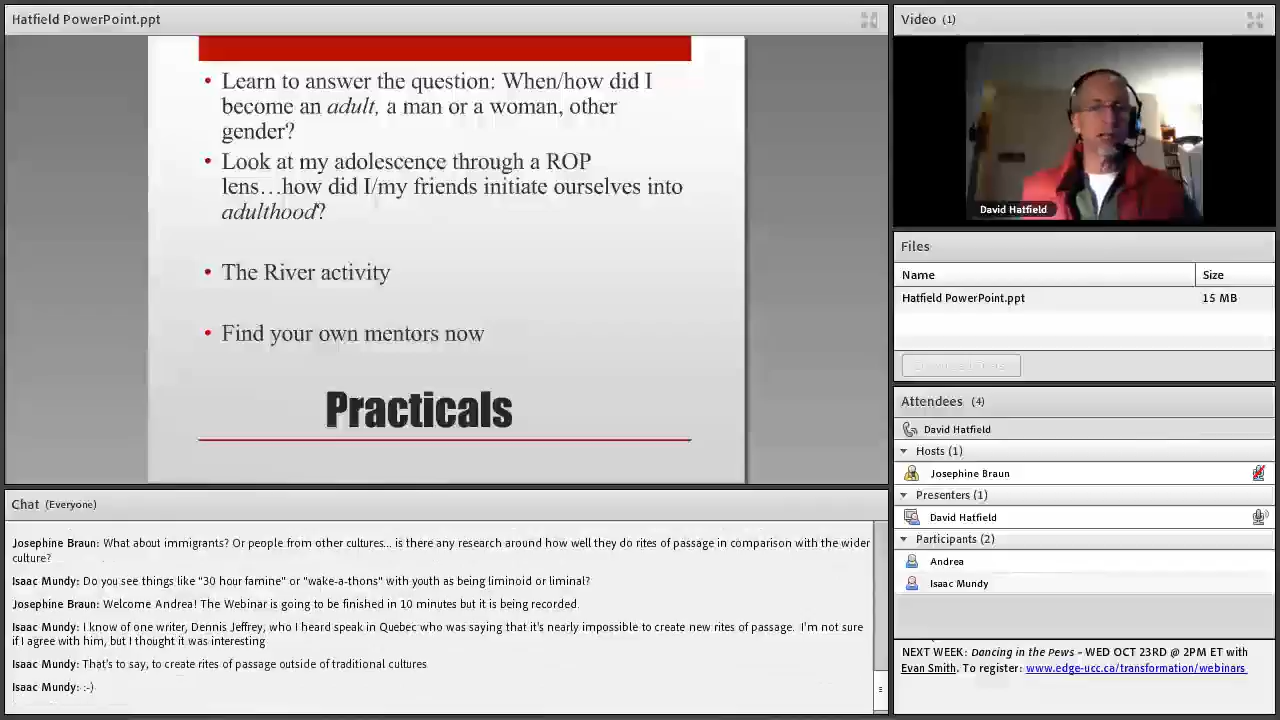 Hatfield PowerPoint.ppt
• Learn to answer the question: When/how did I
become an adult, a man or a woman, other
gender?
• Look at my adolescence through a ROP
lens…how did I/my friends initiate ourselves into
adulthood?
• The River activity
• Find your own mentors now
Practicals
Chat (Everyone)
Josephine Braun: What about immigrants? Or people from other cultures... is there any research around how well they do rites of passage in comparison with the wider
culture?
Isaac Mundy: Do you see things like "30 hour famine" or "wake-a-thons" with youth as being liminoid or liminal?
Josephine Braun: Welcome Andrea! The Webinar is going to be finished in 10 minutes but it is being recorded.
Isaac Mundy: I know of one writer, Dennis Jeffrey, who I heard speak in Quebec who was saying that it's nearly impossible to create new rites of passage. I'm not sure
if I agree with him, but I thought it was interesting
Isaac Mundy: That's to say, to create rites of passage outside of traditional cultures
Isaac Mundy: :-)
Video (1)
David Hatfield
Files
Name Size
Hatfield PowerPoint.ppt 15 MB
Attendees (4)
David Hatfield
Hosts (1)
Josephine Braun
Presenters (1)
David Hatfield
Participants (2)
Andrea
Isaac Mundy
NEXT WEEK: Dancing in the Pews - WED OCT 23RD @ 2PM ET with
Evan Smith. To register: www.edge-ucc.ca/transformation/webinars